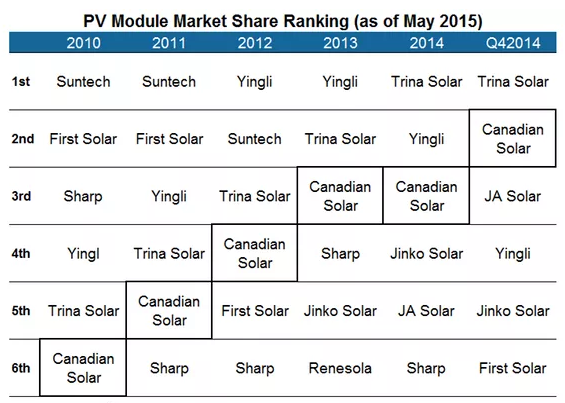 PV Module Market Share Ranking (as of May 2015)
2010 2011 2012 2013 2014 Q42014
1st Suntech Suntech Yingli Yingli Trina Solar Trina Solar
2nd First Solar First Solar Suntech Trina Solar Yingli Canadian Solar
3rd Sharp Yingli Trina Solar Canadian Solar Canadian Solar JA Solar
4th Yingl Trina Solar Canadian Solar Sharp Jinko Solar Yingli
5th Trina Solar Canadian Solar First Solar Jinko Solar JA Solar Jinko Solar
6th Canadian Solar Sharp Sharp Renesola Sharp First Solar